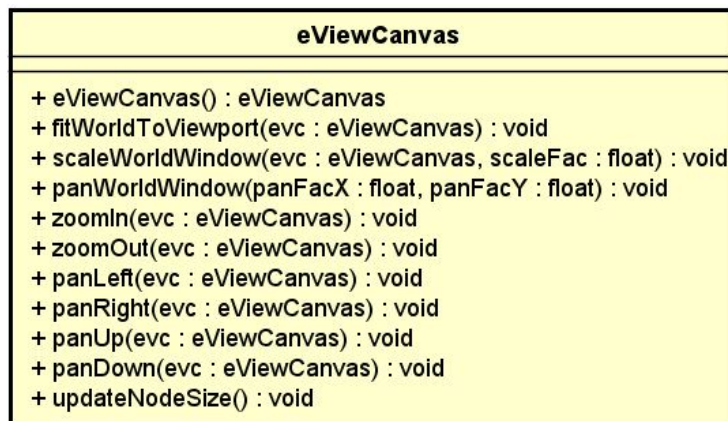 eViewCanvas
+ eViewCanvas() : eViewCanvas
+ fitWorldToViewport(evc : eViewCanvas) : void
+ scaleWorldWindow(evc : eViewCanvas, scaleFac : float) : void
+ panWorldWindow(panFacX : float, panFacY : float) : void
+ zoomIn(evc : eViewCanvas) : void
+ zoomOut(evc : eViewCanvas) : void
+ panLeft(evc : eViewCanvas) : void
+ panRight(evc : eViewCanvas) : void
+ panUp(evc : eViewCanvas) : void
+ panDown(evc : eViewCanvas) : void
+ updateNodeSize() : void